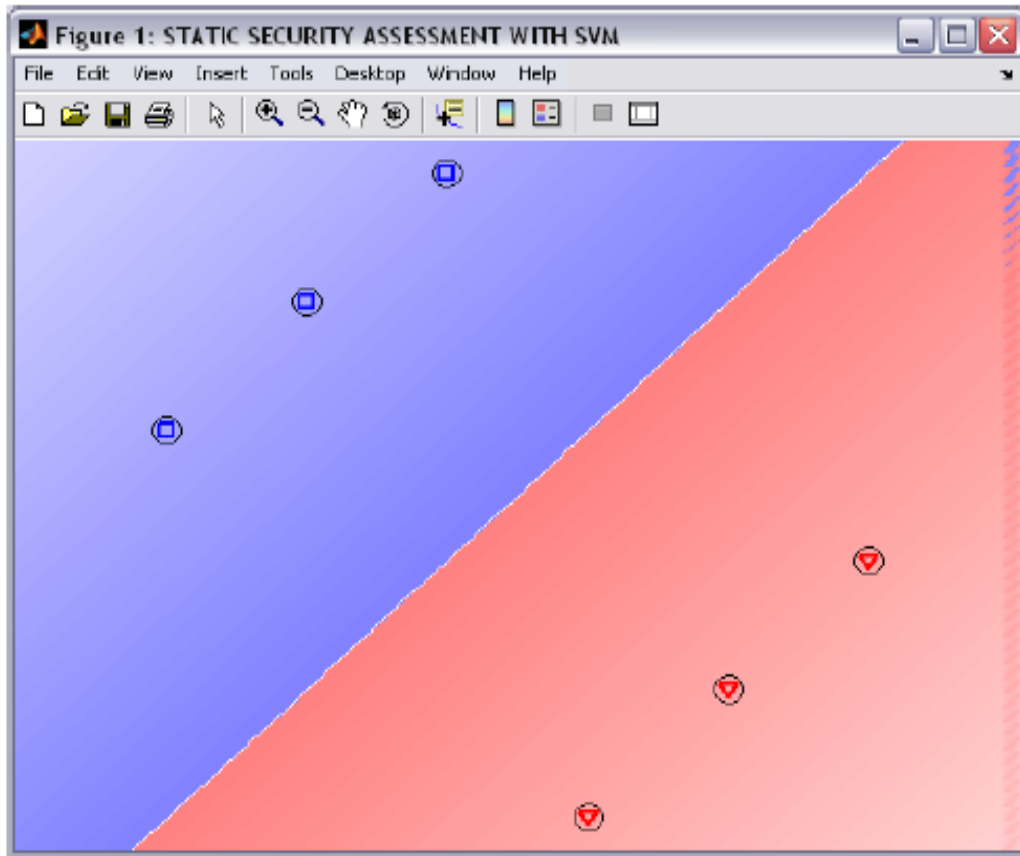 Figure 1: STATIC SECURITY ASSESSMENT WITH SVM
File Edit View Insert Tools Desktop Window Help